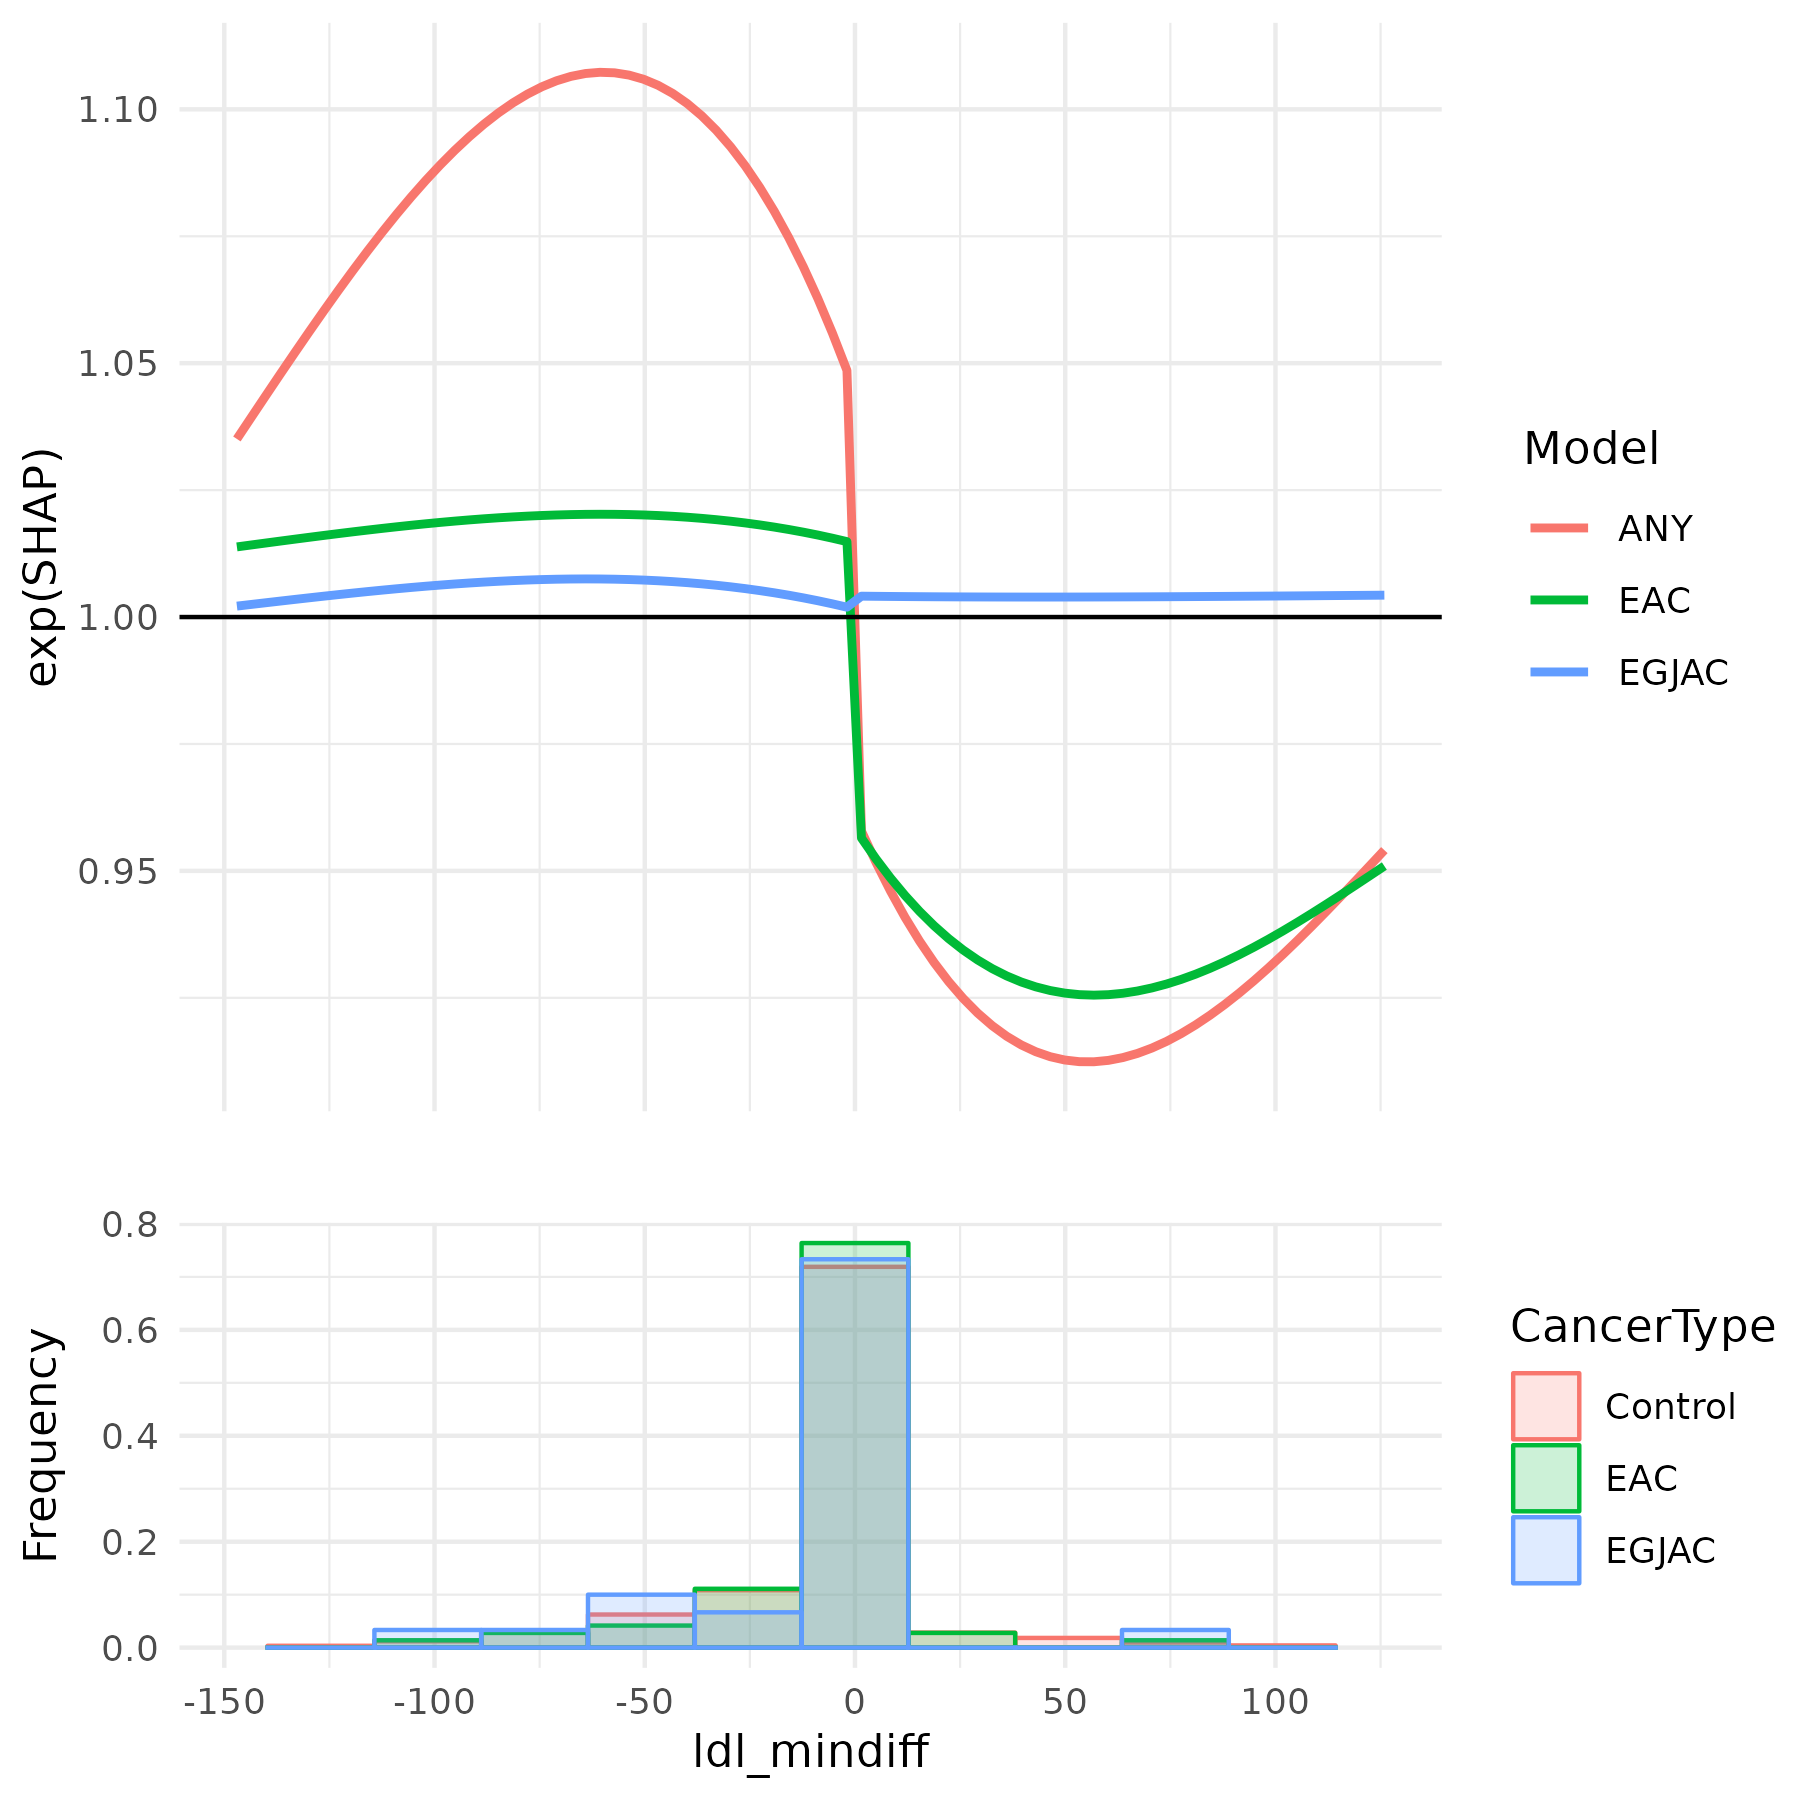 1.10
1.05
1.00
0.95
exp(SHAP)
Model
ANY
EAC
EGJAC
0.8
0.6
0.4
0.2
0.0
Frequency
-150 -100 -50 0 50 100
ldl_mindiff
CancerType
Control
EAC
EGJAC